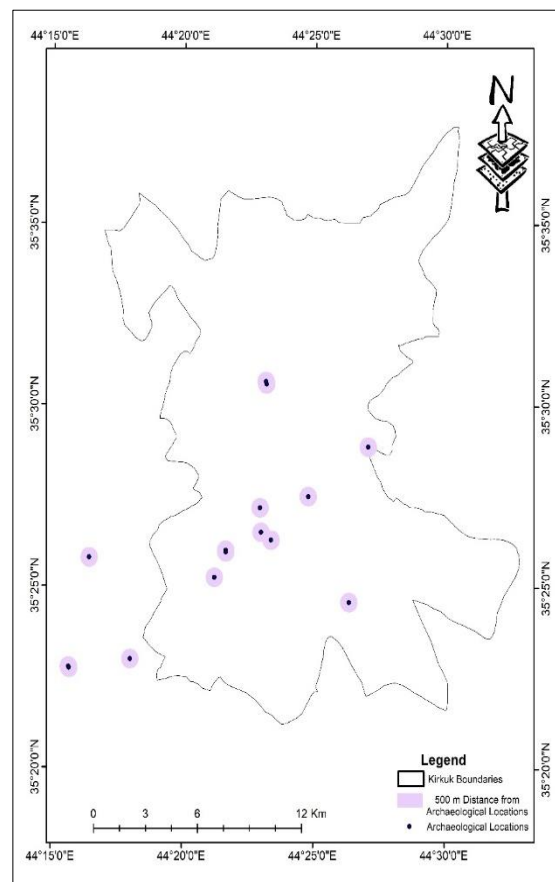 44°15'0"E 44°20'0"E 44°25'0"E 44°30'0"E
N
35°35'0"N 35°35'0"N
35°30'0"N 35°30'0"N
35°25'0"N 35°25'0"N
35°20'0"N 35°20'0"N
Legend
Kirkuk Boundaries
500 m Distance from
Archaeological Locations
Archaeological Locations
0 3 6 12 Km
44°15'0"E 44°20'0"E 44°25'0"E 44°30'0"E